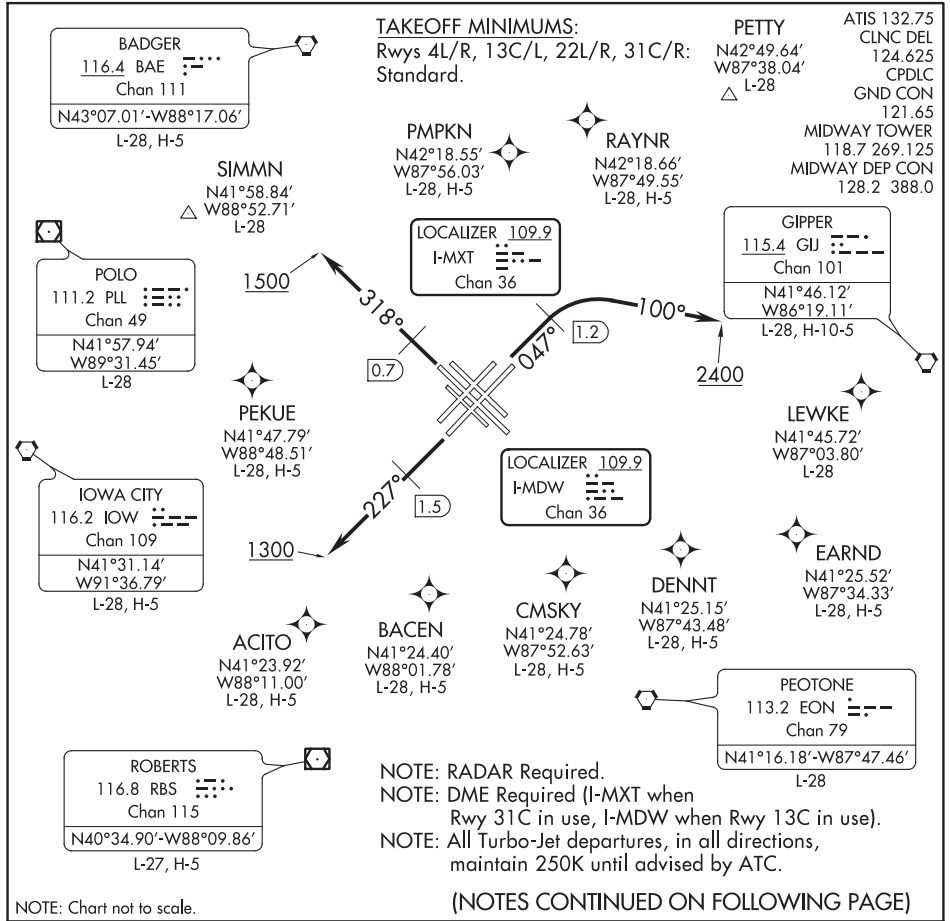 BADGER
116.4 BAE
Chan 111
N43°07.01'-W88°17.06'
L-28, H-5
TAKEOFF MINIMUMS:
Rwys 4L/R, 13C/L, 22L/R, 31C/R:
Standard.
PETTY
N42°49.64'
W87°38.04'
L-28
ATIS 132.75
CLNC DEL
124.625
CPDLC
GND CON
121.65
MIDWAY TOWER
118.7 269.125
MIDWAY DEP CON
128.2 388.0
SIMMN
N41°58.84'
W88°52.71'
L-28
PMPKN
N42°18.55'
W87°56.03'
L-28, H-5
RAYNR
N42°18.66'
W87°49.55'
L-28, H-5
POLO
111.2 PLL
Chan 49
N41°57.94'
W89°31.45'
L-28
1500
318°
0.7
LOCALIZER 109.9
I-MXT
Chan 36
047°
1.2
100°
2400
GIPPER
115.4 GIJ
Chan 101
N41°46.12'
W86°19.11'
L-28, H-10-5
PEKUE
N41°47.79'
W88°48.51'
L-28, H-5
LEWKE
N41°45.72'
W87°03.80'
L-28
IOWA CITY
116.2 IOW
Chan 109
N41°31.14'
W91°36.79'
L-28, H-5
227°
1.5
1300
LOCALIZER 109.9
I-MDW
Chan 36
ACITO
N41°23.92'
W88°11.00'
L-28, H-5
BACEN
N41°24.40'
W88°01.78'
L-28, H-5
CMSKY
N41°24.78'
W87°52.63'
L-28, H-5
DENNT
N41°25.15'
W87°43.48'
L-28, H-5
EARND
N41°25.52'
W87°34.33'
L-28, H-5
PEOTONE
113.2 EON
Chan 79
N41°16.18'-W87°47.46'
L-28
ROBERTS
116.8 RBS
Chan 115
N40°34.90'-W88°09.86'
L-27, H-5
NOTE: RADAR Required.
NOTE: DME Required (I-MXT when
Rwy 31C in use, I-MDW when Rwy 13C in use).
NOTE: All Turbo-Jet departures, in all directions,
maintain 250K until advised by ATC.
NOTE: Chart not to scale.
(NOTES CONTINUED ON FOLLOWING PAGE)